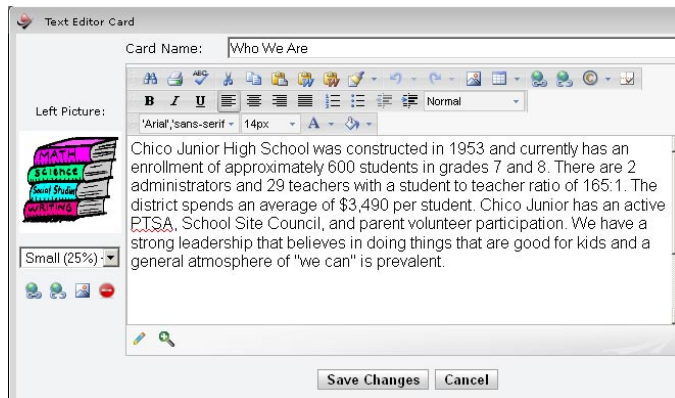 Text Editor Card
Card Name: Who We Are
ABC
B I U Normal
Left Picture:
'Arial','sans-serif 14px A
MATH
Science
Social Studies
WRITING
Chico Junior High School was constructed in 1953 and currently has an
enrollment of approximately 600 students in grades 7 and 8. There are 2
administrators and 29 teachers with a student to teacher ratio of 165:1. The
district spends an average of $3,490 per student. Chico Junior has an active
PTSA, School Site Council, and parent volunteer participation. We have a
strong leadership that believes in doing things that are good for kids and a
general atmosphere of "we can" is prevalent.
Small (25%) -
Save Changes Cancel